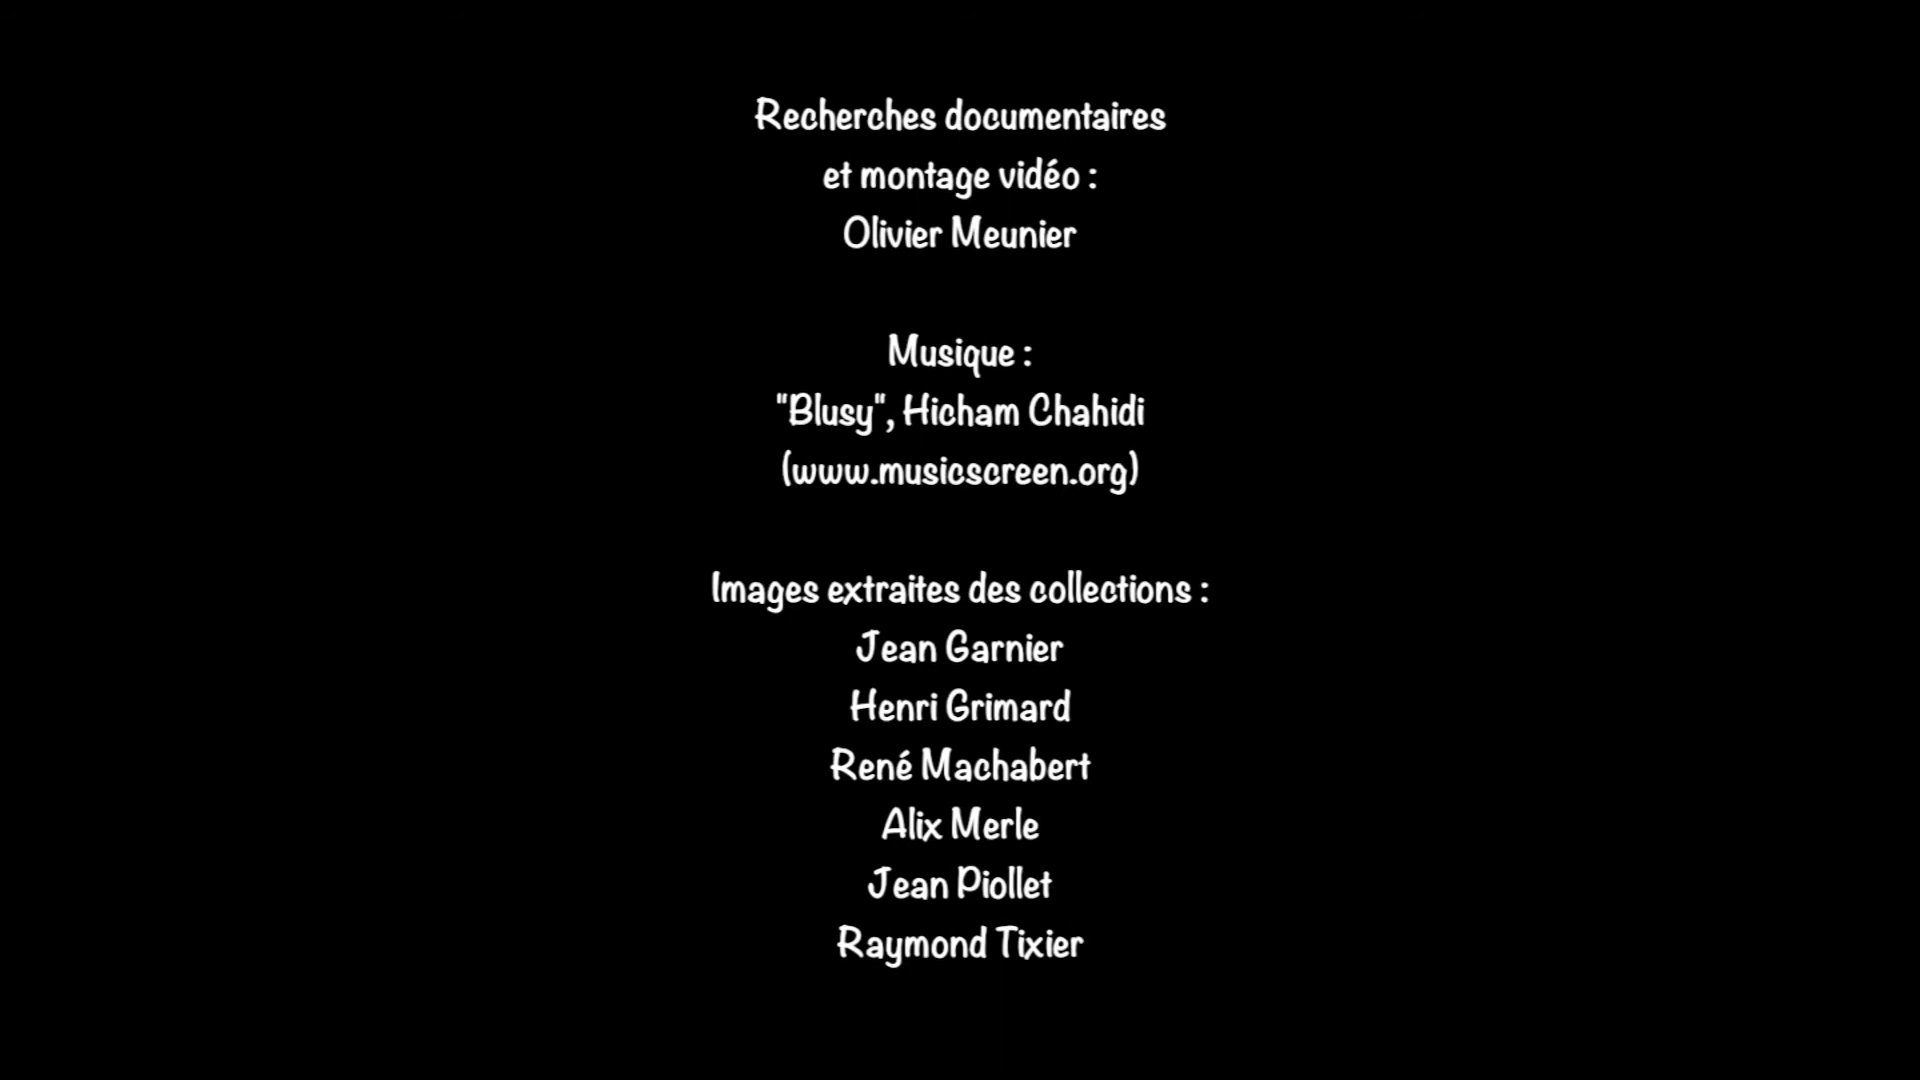 Recherches documentaires
et montage vidéo :
Olivier Meunier
Musique :
"Blusy", Hicham Chahidi
(www.musicscreen.org)
Images extraites des collections :
Jean Garnier
Henri Grimard
René Machabert
Alix Merle
Jean Piollet
Raymond Tixier